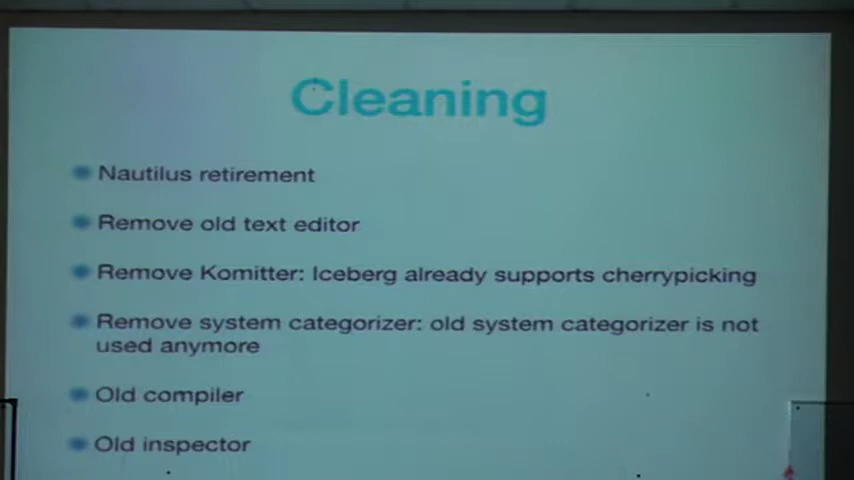 Cleaning
Nautilus retirement
Remove old text editor
Remove Komitter: Iceberg already supports cherrypicking
Remove system categorizer: old system categorizer is not
used anymore
Old compiler
Old inspector